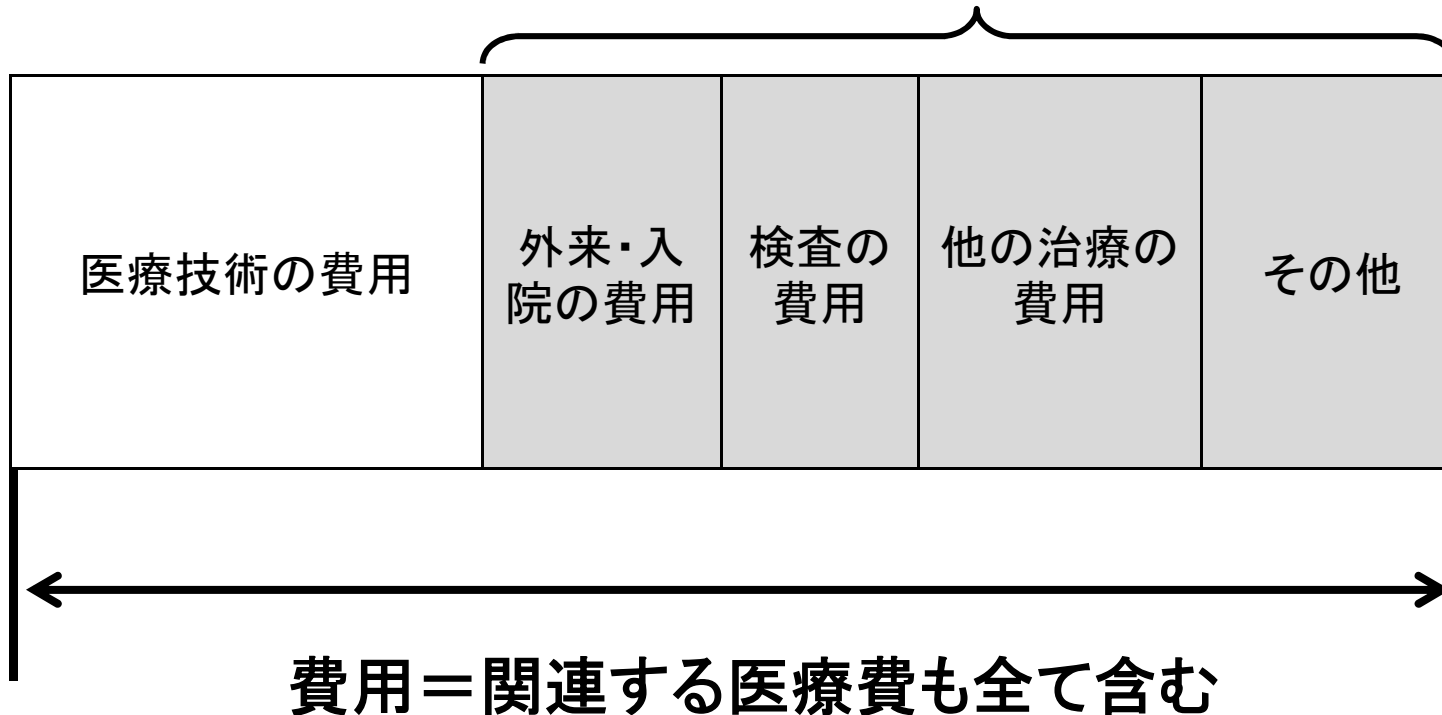 医療技術の費用
外来・入
院の費用
検査の
費用
他の治療の
費用
その他
費用＝関連する医療費も全て含む